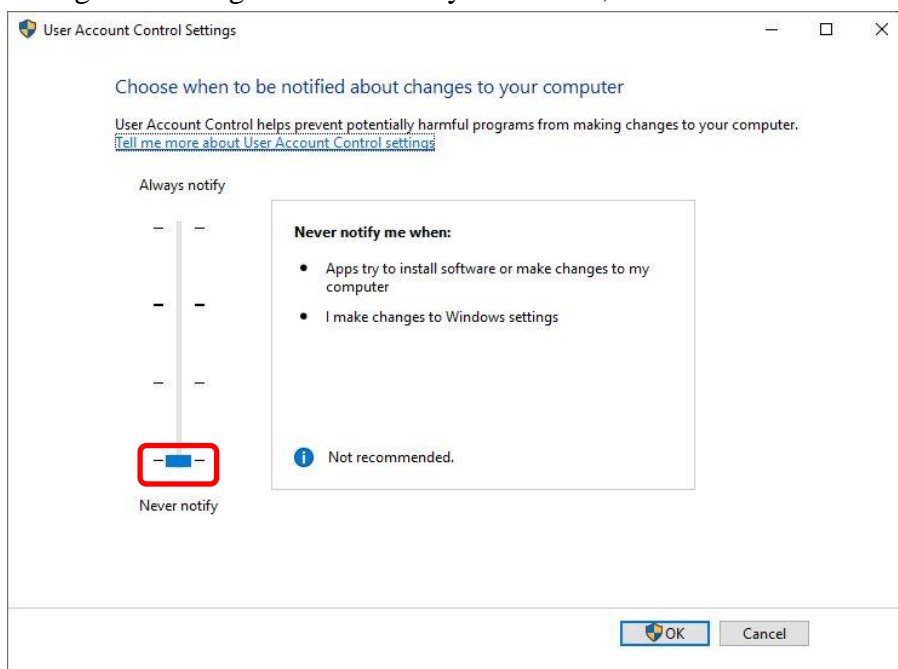 User Account Control Settings
Choose when to be notified about changes to your computer
User Account Control helps prevent potentially harmful programs from making changes to your computer.
Tell me more about User Account Control settings
Always notify
Never notify me when:
• Apps try to install software or make changes to my
computer
• I make changes to Windows settings
Not recommended.
Never notify
OK Cancel